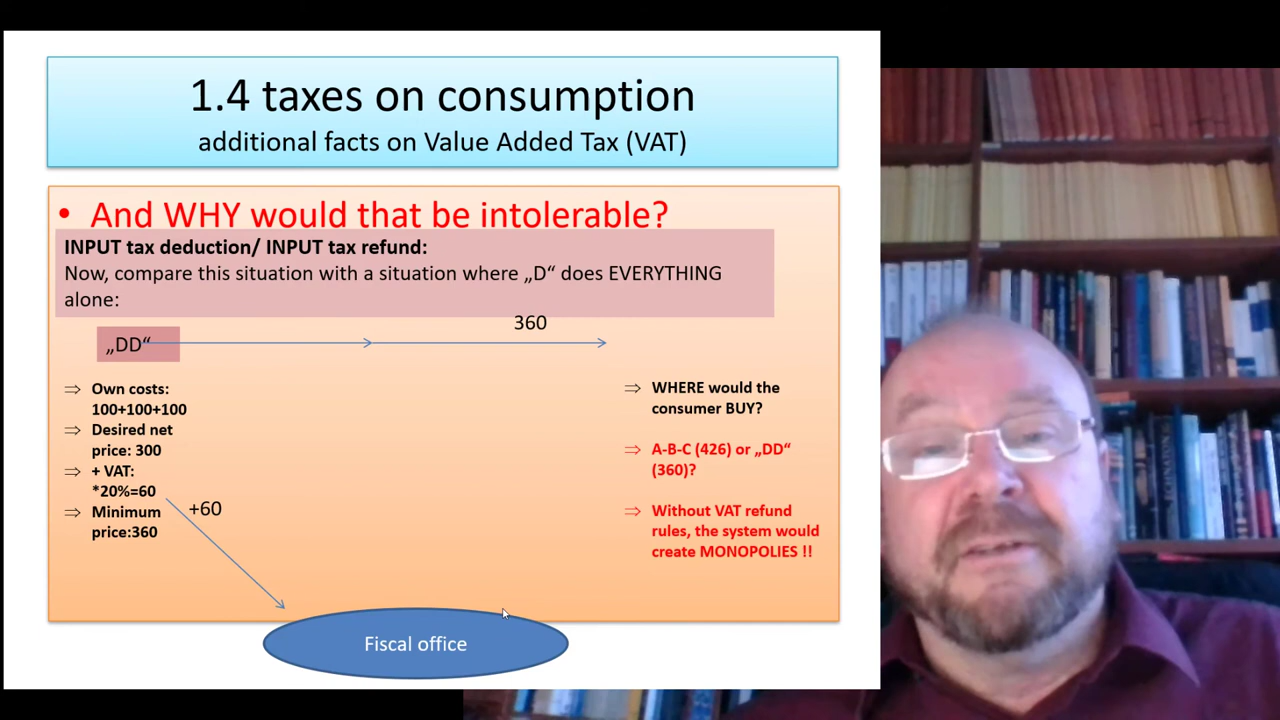 1.4 taxes on consumption
additional facts on Value Added Tax (VAT)
• And WHY would that be intolerable?
INPUT tax deduction/ INPUT tax refund:
Now, compare this situation with a situation where „D“ does EVERYTHING
alone:
360
„DD“
⇒ Own costs:
100+100+100
⇒ Desired net
price: 300
⇒ + VAT:
*20%=60
⇒ Minimum
price:360
+60
⇒ WHERE would the
consumer BUY?
⇒ A-B-C (426) or „DD“
(360)?
⇒ Without VAT refund
rules, the system would
create MONOPOLIES !!
Fiscal office